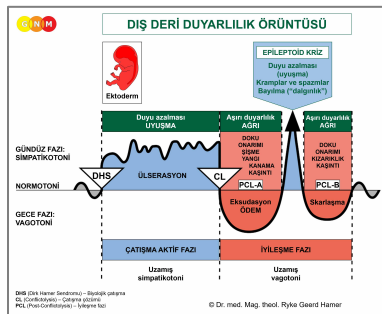 GNM
DIŞ DERİ DUYARLILIK ÖRÜNTÜSÜ
Ektoderm
EPİLEPTOİD KRİZ
Duyu azalması
(uyuşma)
Kramplar ve spazmlar
Bayılma ("dalgınlık")
Duyu azalması
UYUŞMA
Aşırı duyarlılık
AĞRI
Aşırı duyarlılık
AĞRI
GÜNDÜZ FAZI:
SİMPATİKOTONİ
DOKU
ONARIMI
ŞİŞME
YANGI
KANAMA
KAŞINTI
DOKU
ONARIMI
KIZARIKLIK
KAŞINTI
ÜLSERASYON
DHS
CL
PCL-A
PCL-B
NORMOTONİ
Eksudasyon
ÖDEM
Skarlaşma
GECE FAZI:
VAGOTONİ
ÇATIŞMA AKTİF FAZI
İYİLEŞME FAZI
Uzamış
simpatikotoni
Uzamış
vagotoni
DHS (Dirk Hamer Sendromu) – Biyolojik çatışma
CL (Conflictolysis) – Çatışma çözümü
PCL (Post-Conflictolysis) – İyileşme fazı
© Dr. med. Mag. theol. Ryke Geerd Hamer